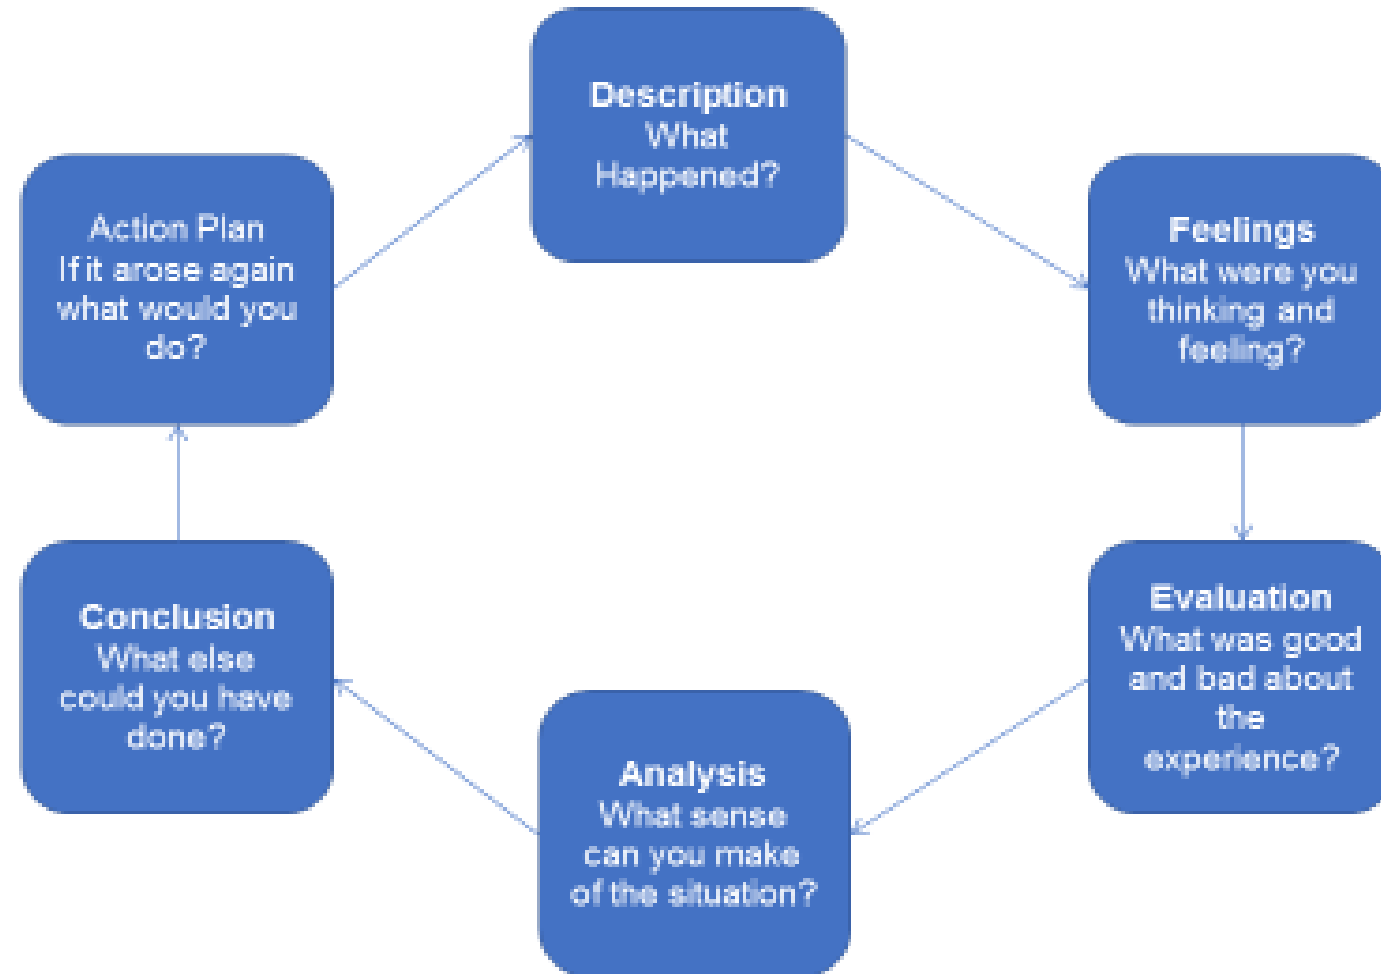 Description
What
Happened?
Feelings
What were you
thinking and
feeling?
Evaluation
What was good
and bad about
the
experience?
Analysis
What sense
can you make
of the situation?
Conclusion
What else
could you have
done?
Action Plan
If it arose again
what would you
do?